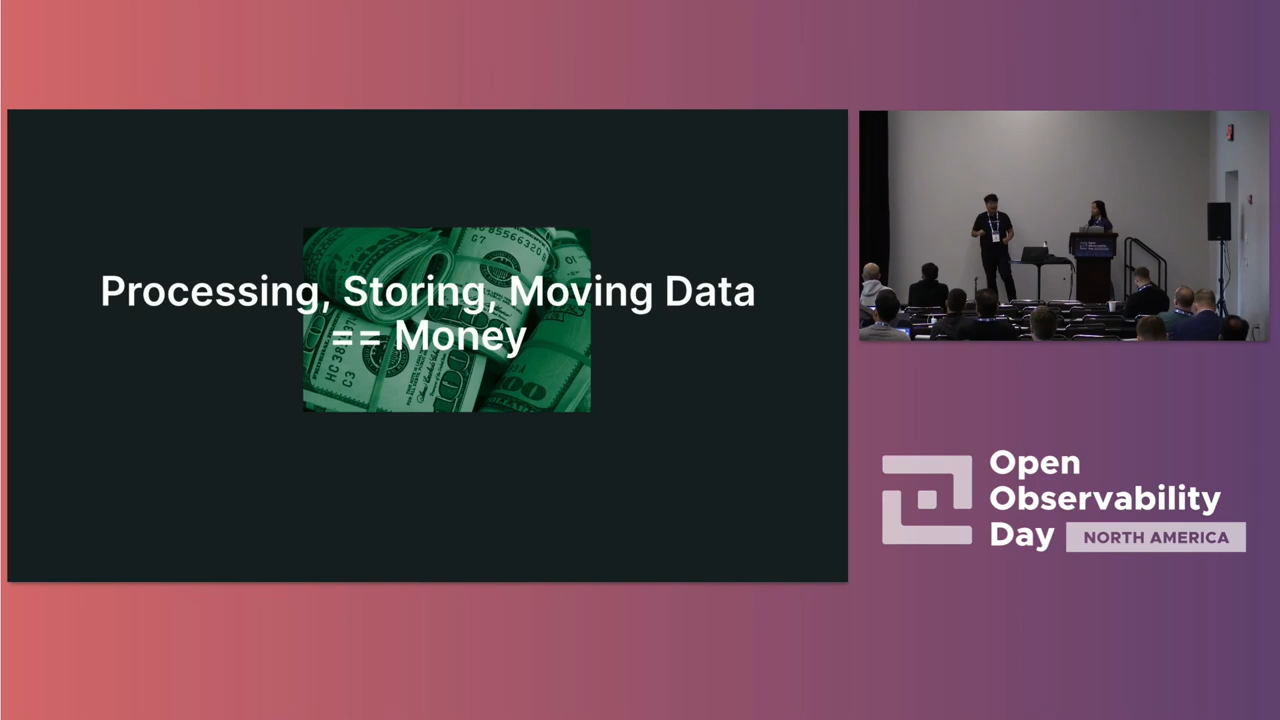 Processing, Storing, Moving Data
== Money
Open
Observability
Day NORTH AMERICA